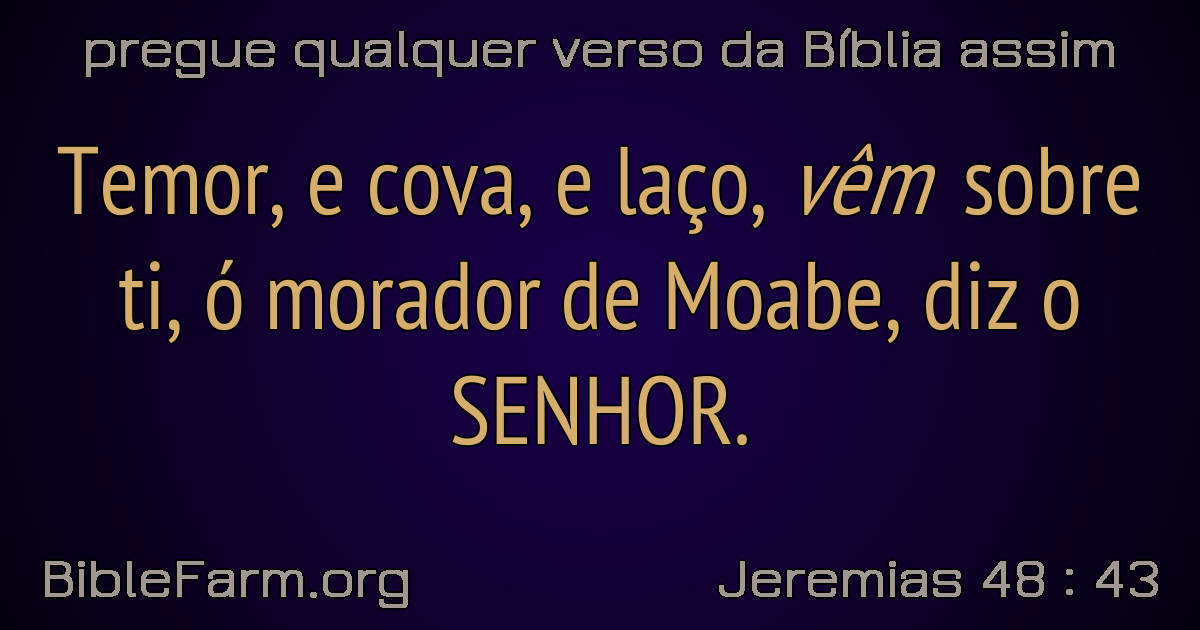 pregue qualquer verso da Bíblia assim
Temor, e cova, e laço, vêm sobre
ti, ó morador de Moabe, diz o
SENHOR.
BibleFarm.org
Jeremias 48 : 43